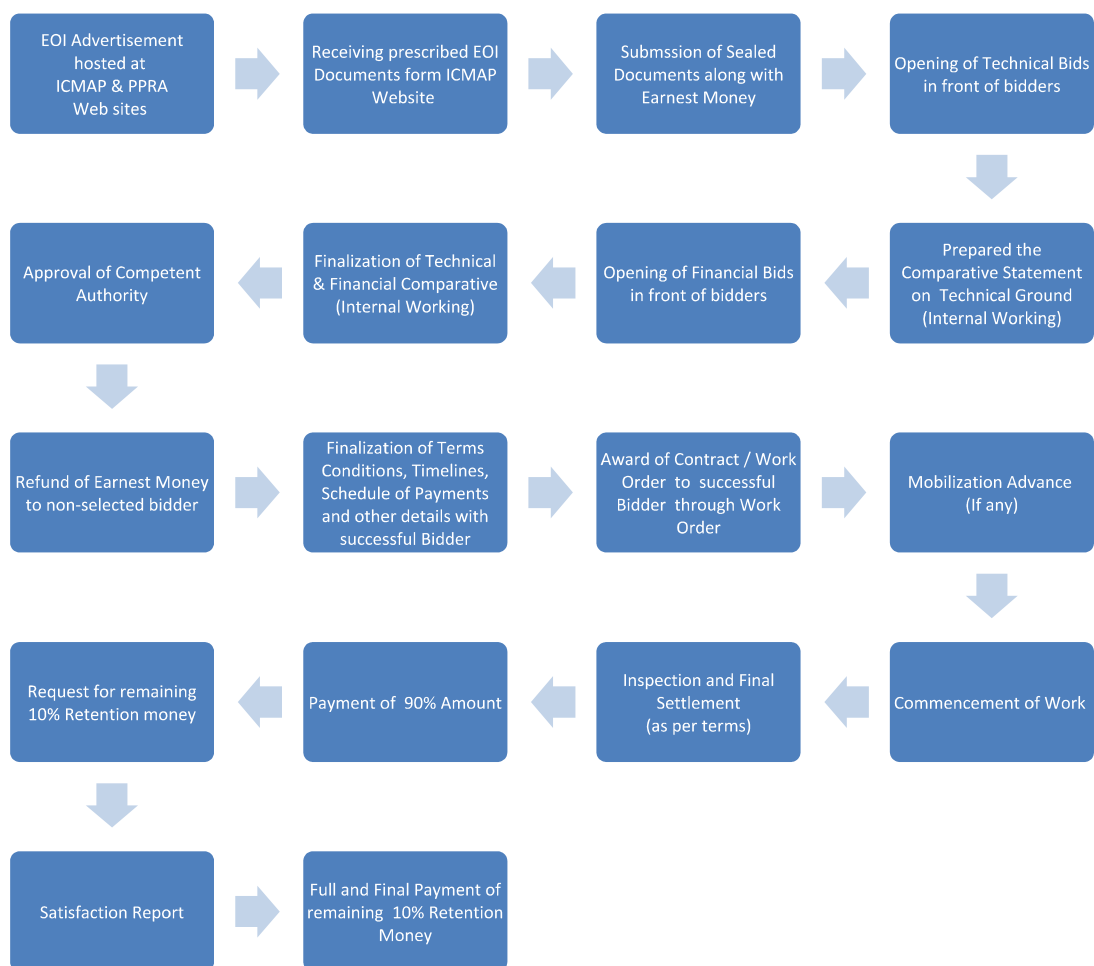 EOI Advertisement
hosted at
ICMAP & PPRA
Web sites
Receiving prescribed EOI
Documents form ICMAP
Website
Submssion of Sealed
Documents along with
Earnest Money
Opening of Technical Bids
in front of bidders
Prepared the
Comparative Statement
on Technical Ground
(Internal Working)
Opening of Financial Bids
in front of bidders
Finalization of Technical
& Financial Comparative
(Internal Working)
Approval of Competent
Authority
Refund of Earnest Money
to non-selected bidder
Finalization of Terms
Conditions, Timelines,
Schedule of Payments
and other details with
successful Bidder
Award of Contract / Work
Order to successful
Bidder through Work
Order
Mobilization Advance
(If any)
Commencement of Work
Inspection and Final
Settlement
(as per terms)
Payment of 90% Amount
Request for remaining
10% Retention money
Satisfaction Report
Full and Final Payment of
remaining 10% Retention
Money